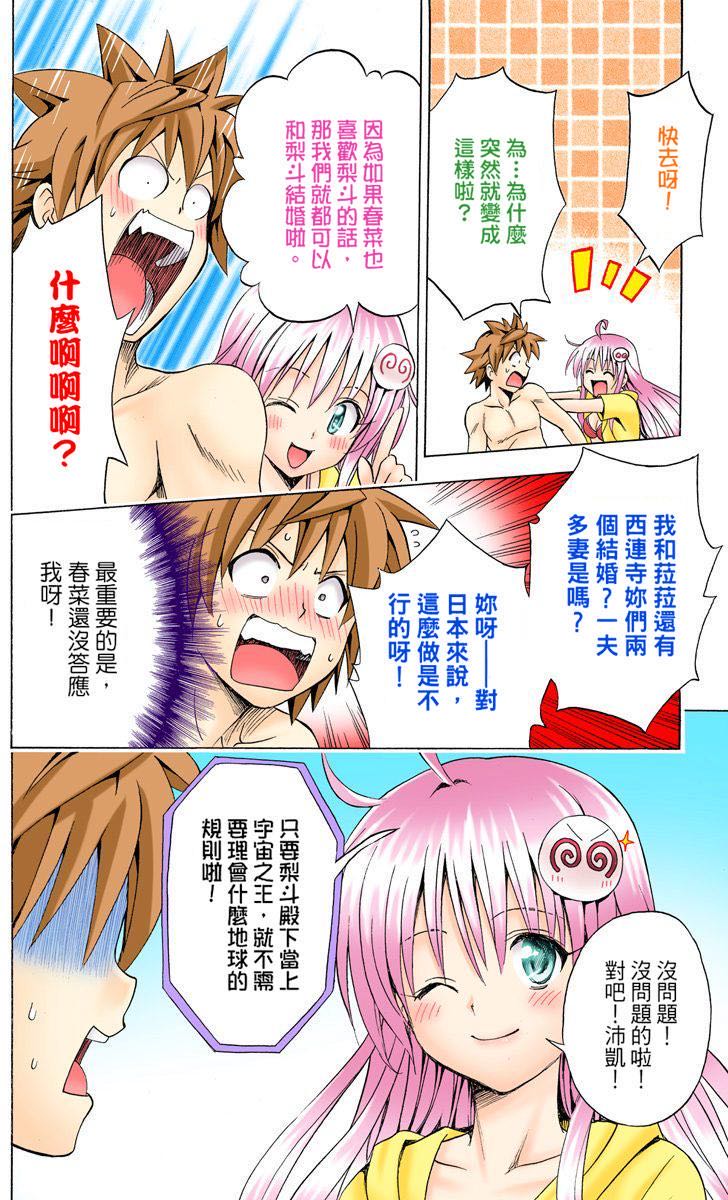 快去呀！
為…為什麼
突然就變成
這樣啦？
因為如果春菜也
喜歡梨斗的話，
那我們就都可以
和梨斗結婚啦。
什麼啊啊啊？
我和菈菈還有
西連寺妳們兩
個結婚？一夫
多妻是嗎？
妳呀——對
日本來說，
這麼做是不
行的呀！
最重要的是，
春菜還沒答應
我呀！
沒問題！
沒問題的啦！
對吧！沛凱！
只要梨斗殿下當上
宇宙之王，就不需
要理會什麼地球的
規則啦！